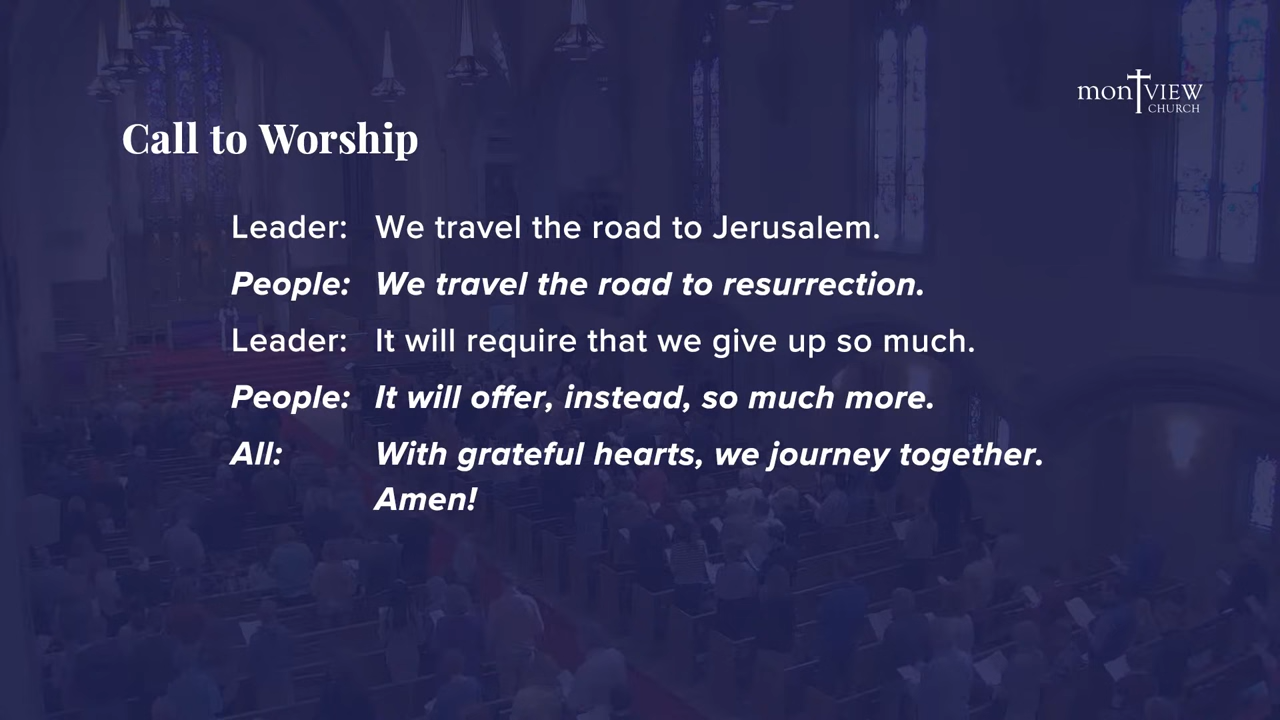 monTVIEW
CHURCH
Call to Worship
Leader: We travel the road to Jerusalem.
People: We travel the road to resurrection.
Leader: It will require that we give up so much.
People: It will offer, instead, so much more.
All: With grateful hearts, we journey together.
Amen!